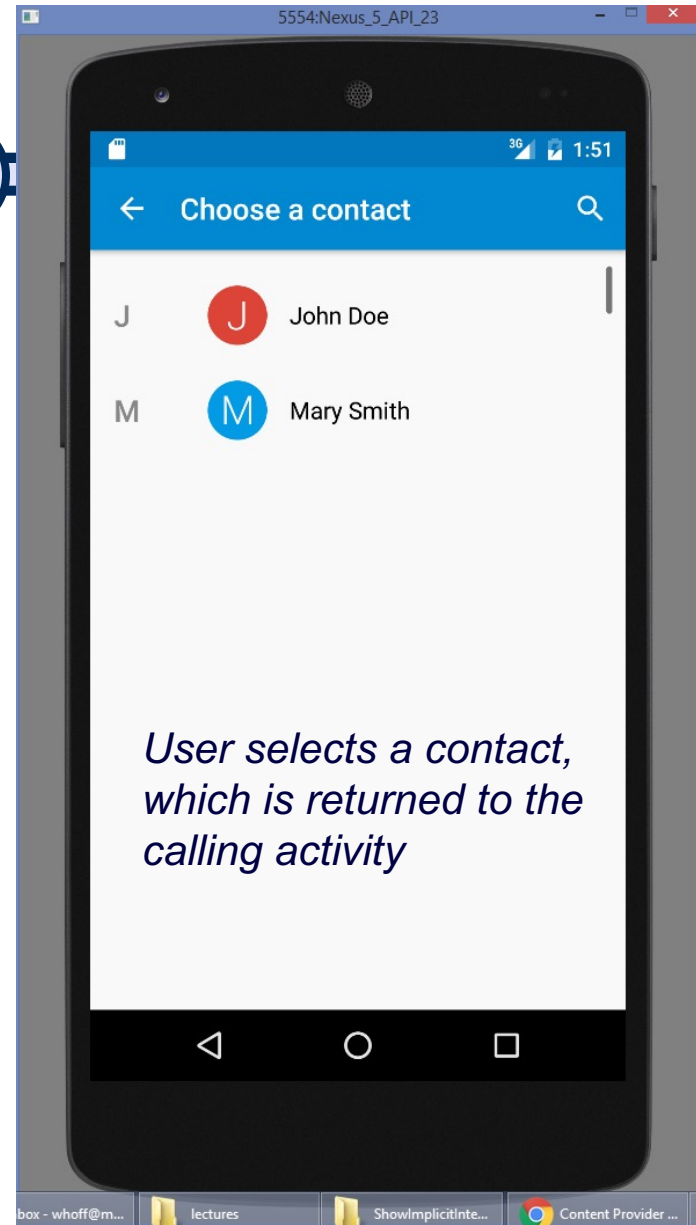 5554:Nexus_5_API_23
3G 1:51
Choose a contact
J J John Doe
M M Mary Smith
User selects a contact,
which is returned to the
calling activity
box - whoff@m... lectures ShowImplicitInte... Content Provider ...